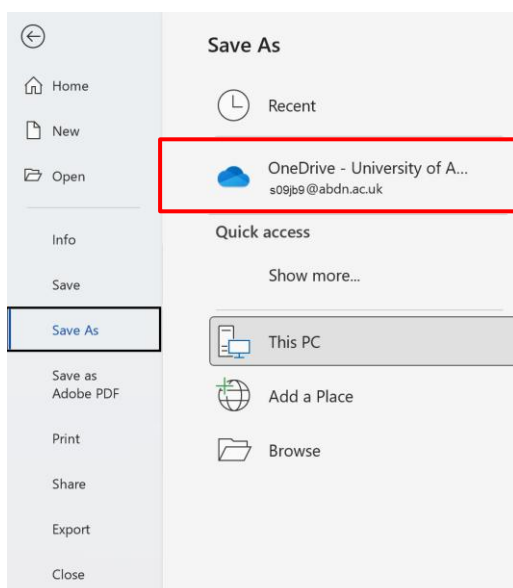 Home
New
Open
Info
Save
Save As
Save as
Adobe PDF
Print
Share
Export
Close
Save As
Recent
OneDrive - University of A...
s09jb9@abdn.ac.uk
Quick access
Show more...
This PC
Add a Place
Browse